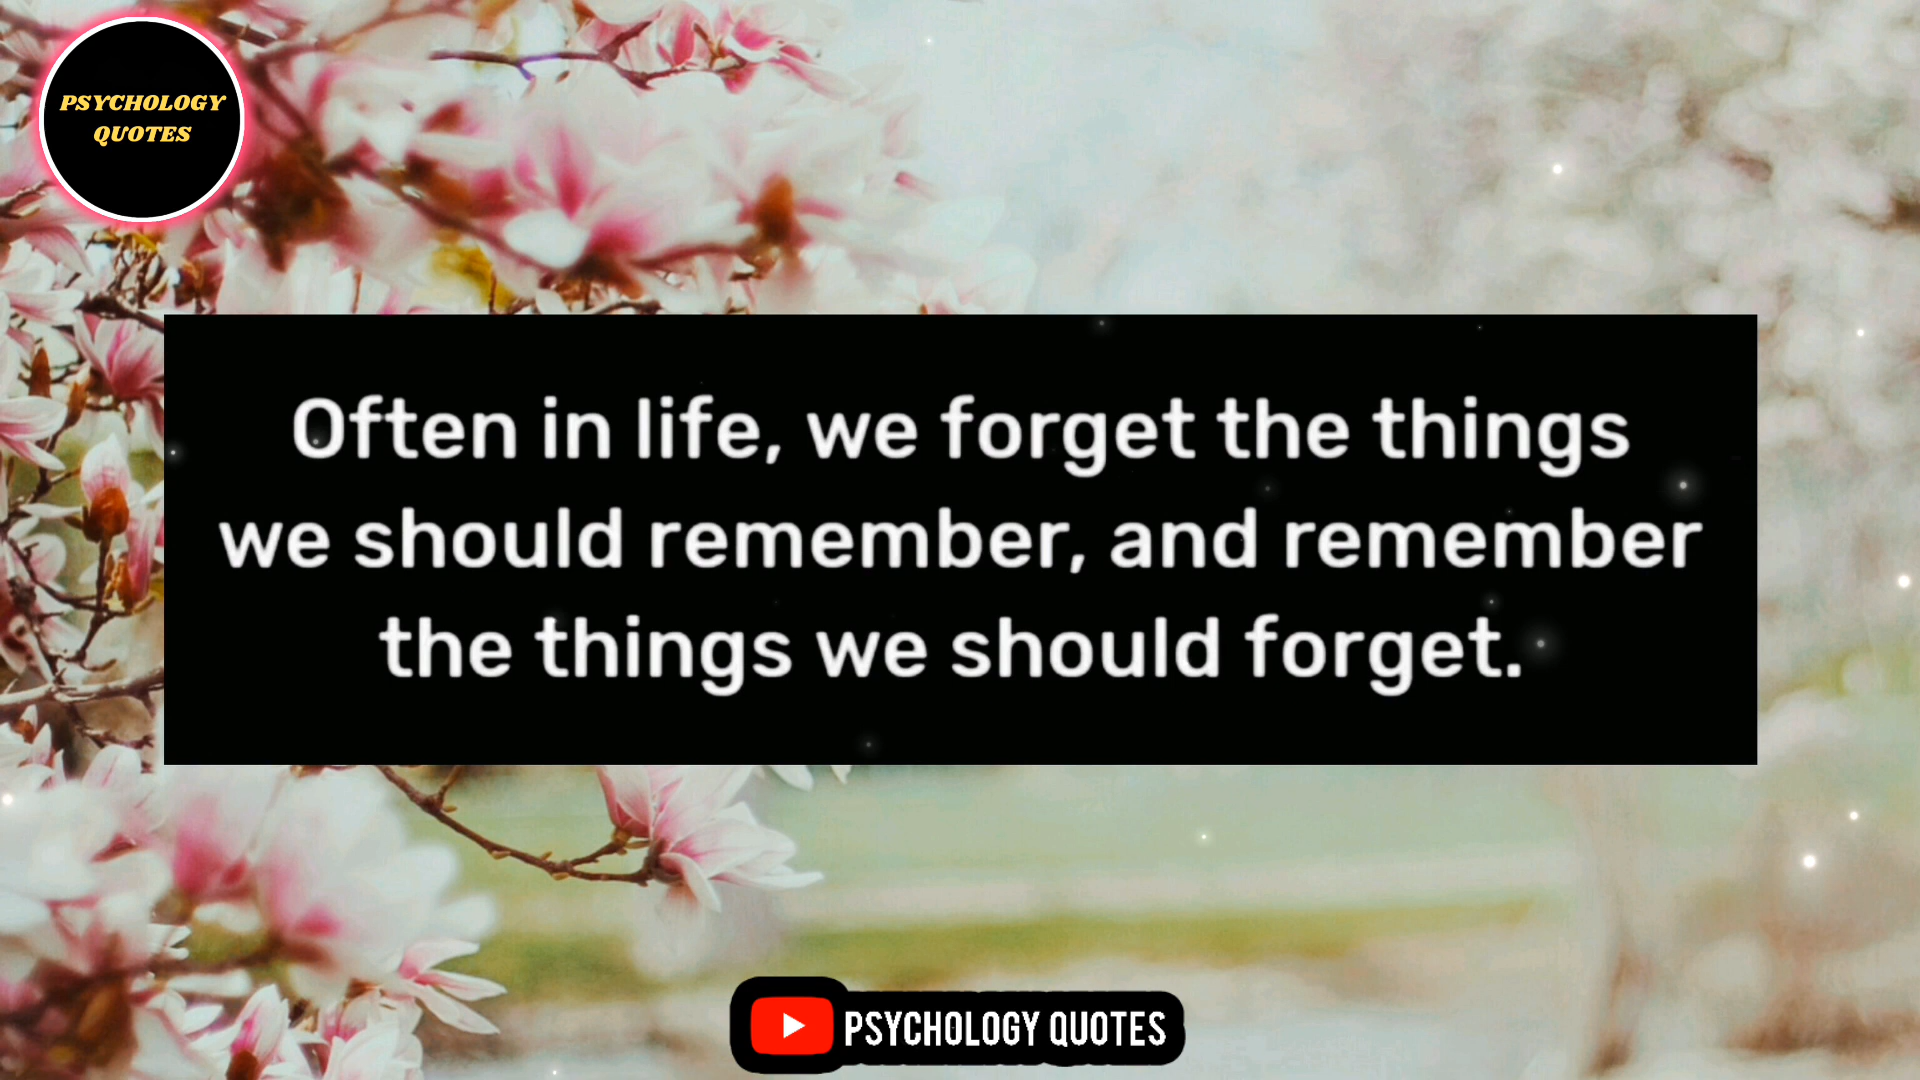 PSYCHOLOGY
QUOTES
Often in life, we forget the things
we should remember, and remember
the things we should forget.
PSYCHOLOGY QUOTES